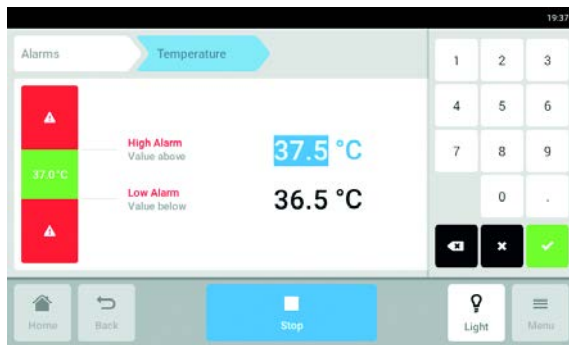 19:37
Alarms
Temperature
37.0°C
High Alarm
Value above
37.5 °C
Low Alarm
Value below
36.5 °C
1 2 3
4 5 6
7 8 9
0 .
Home
Back
Stop
Light
Menu